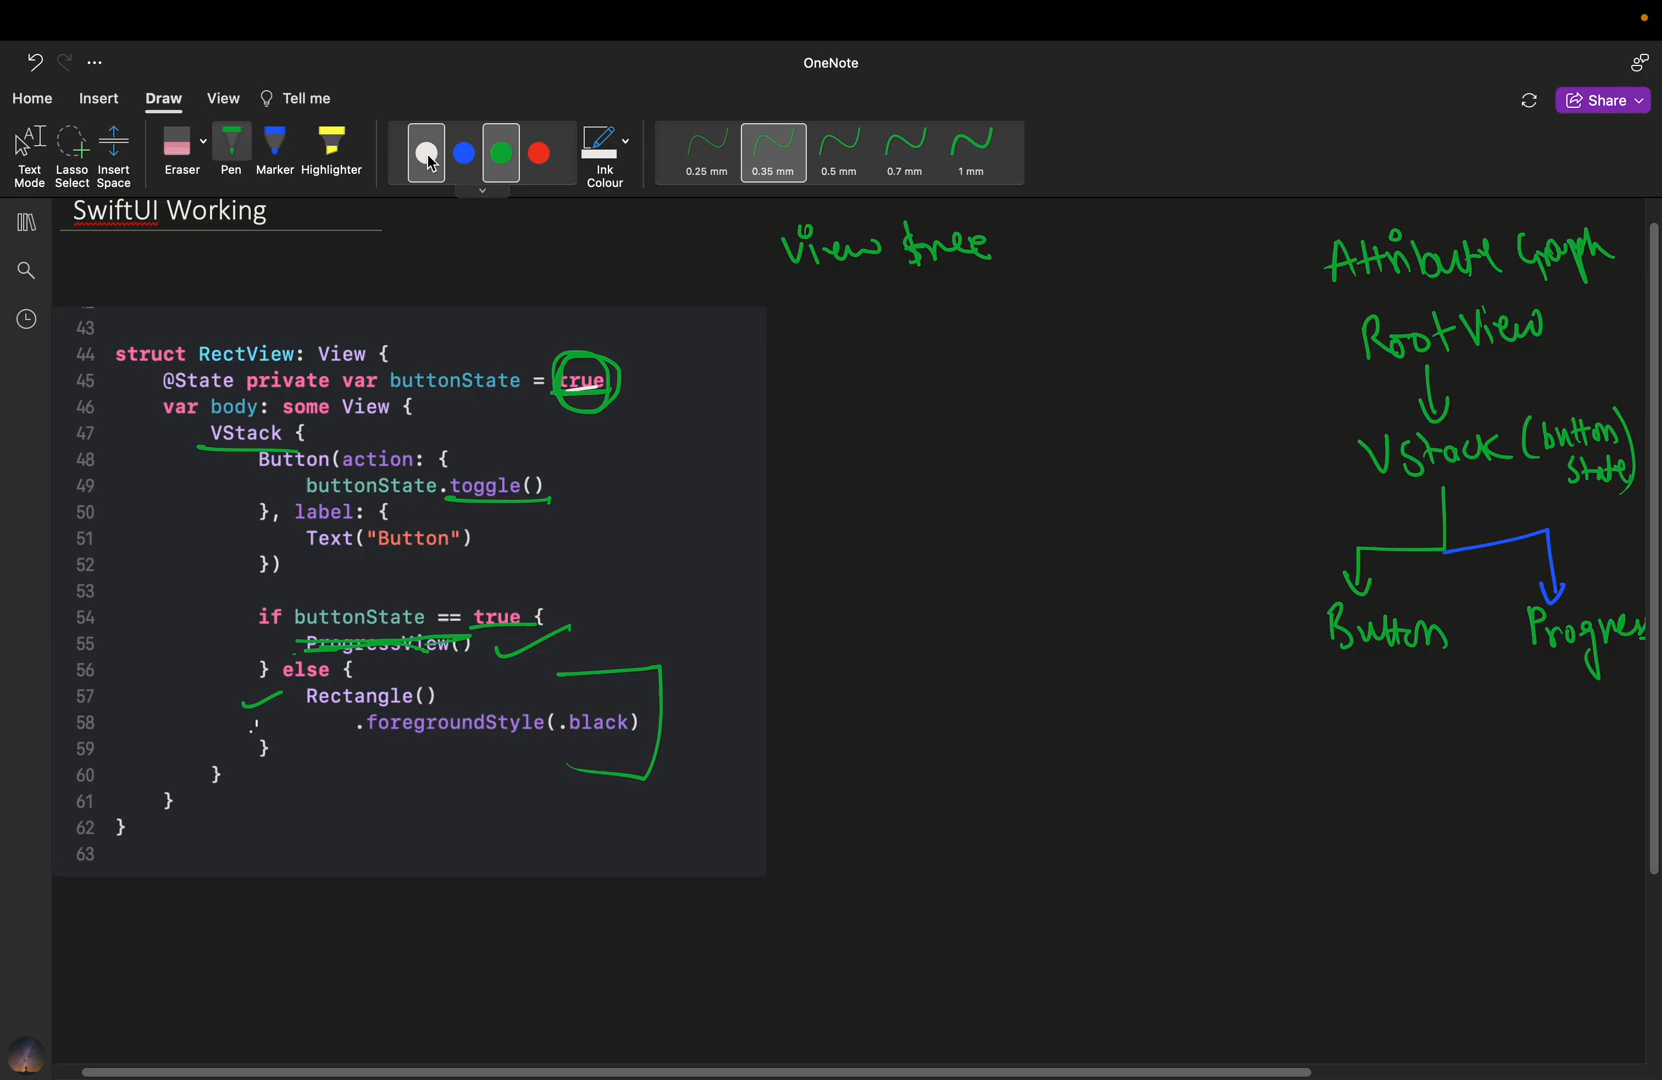 OneNote
Home Insert Draw View Tell me
Share
Text Mode
Lasso Select
Insert Space
Eraser
Pen
Marker
Highlighter
Ink Colour
0.25 mm
0.35 mm
0.5 mm
0.7 mm
1 mm
SwiftUI Working
43
44 struct RectView: View {
45 @State private var buttonState = true
46 var body: some View {
47 VStack {
48 Button(action: {
49 buttonState.toggle()
50 }, label: {
51 Text("Button")
52 })
53
54 if buttonState == true {
55 ProgressView()
56 } else {
57 Rectangle()
58 .foregroundStyle(.black)
59 }
60 }
61 }
62 }
63
View tree
Attribute Graph
Root View
VStack (button
State)
Button
Progres